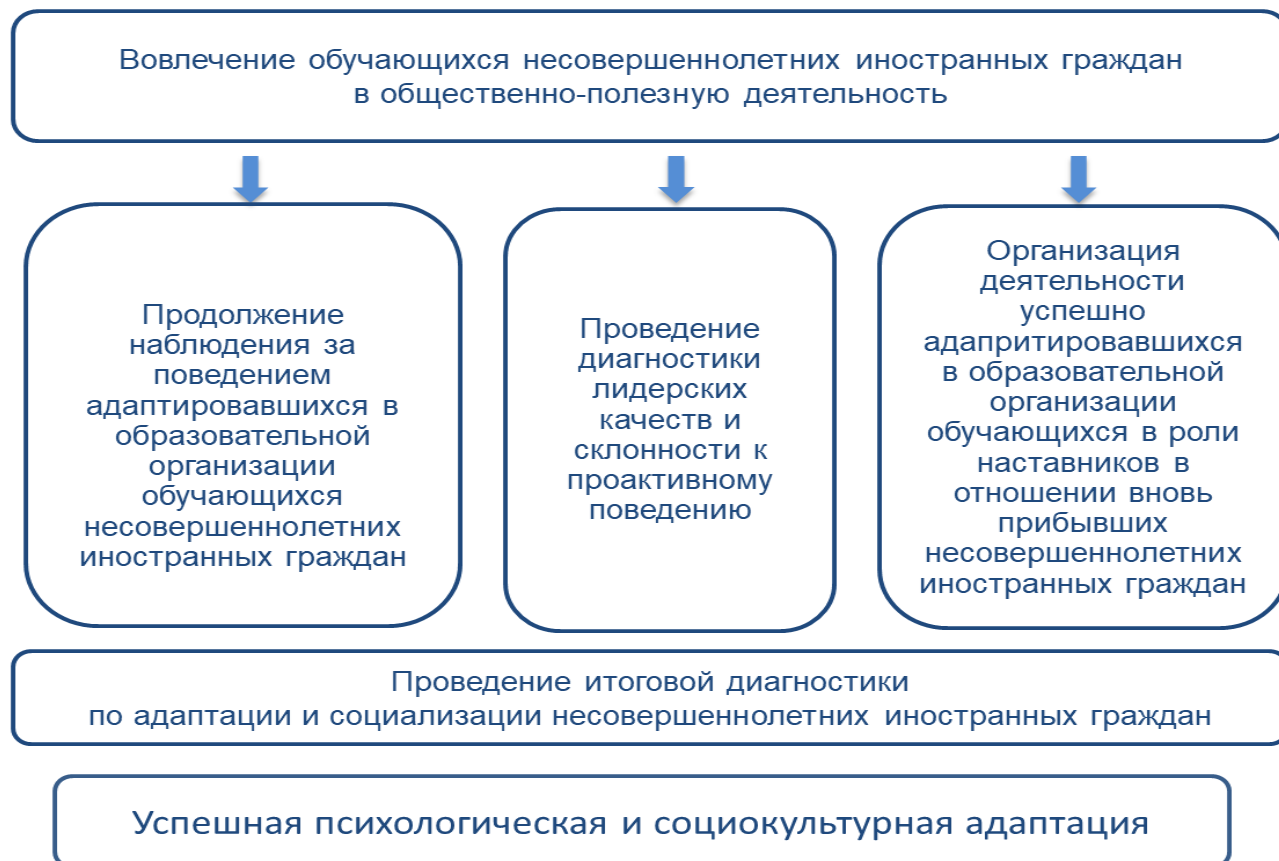 Вовлечение обучающихся несовершеннолетних иностранных граждан
в общественно-полезную деятельность
Продолжение
наблюдения за
поведением
адаптировавшихся в
образовательной
организации
обучающихся
несовершеннолетних
иностранных граждан
Проведение
диагностики
лидерских
качеств и
склонности к
проактивному
поведению
Организация
деятельности
успешно
адапритировавшихся
в образовательной
организации
обучающихся в роли
наставников в
отношении вновь
прибывших
несовершеннолетних
иностранных граждан
Проведение итоговой диагностики
по адаптации и социализации несовершеннолетних иностранных граждан
Успешная психологическая и социокультурная адаптация